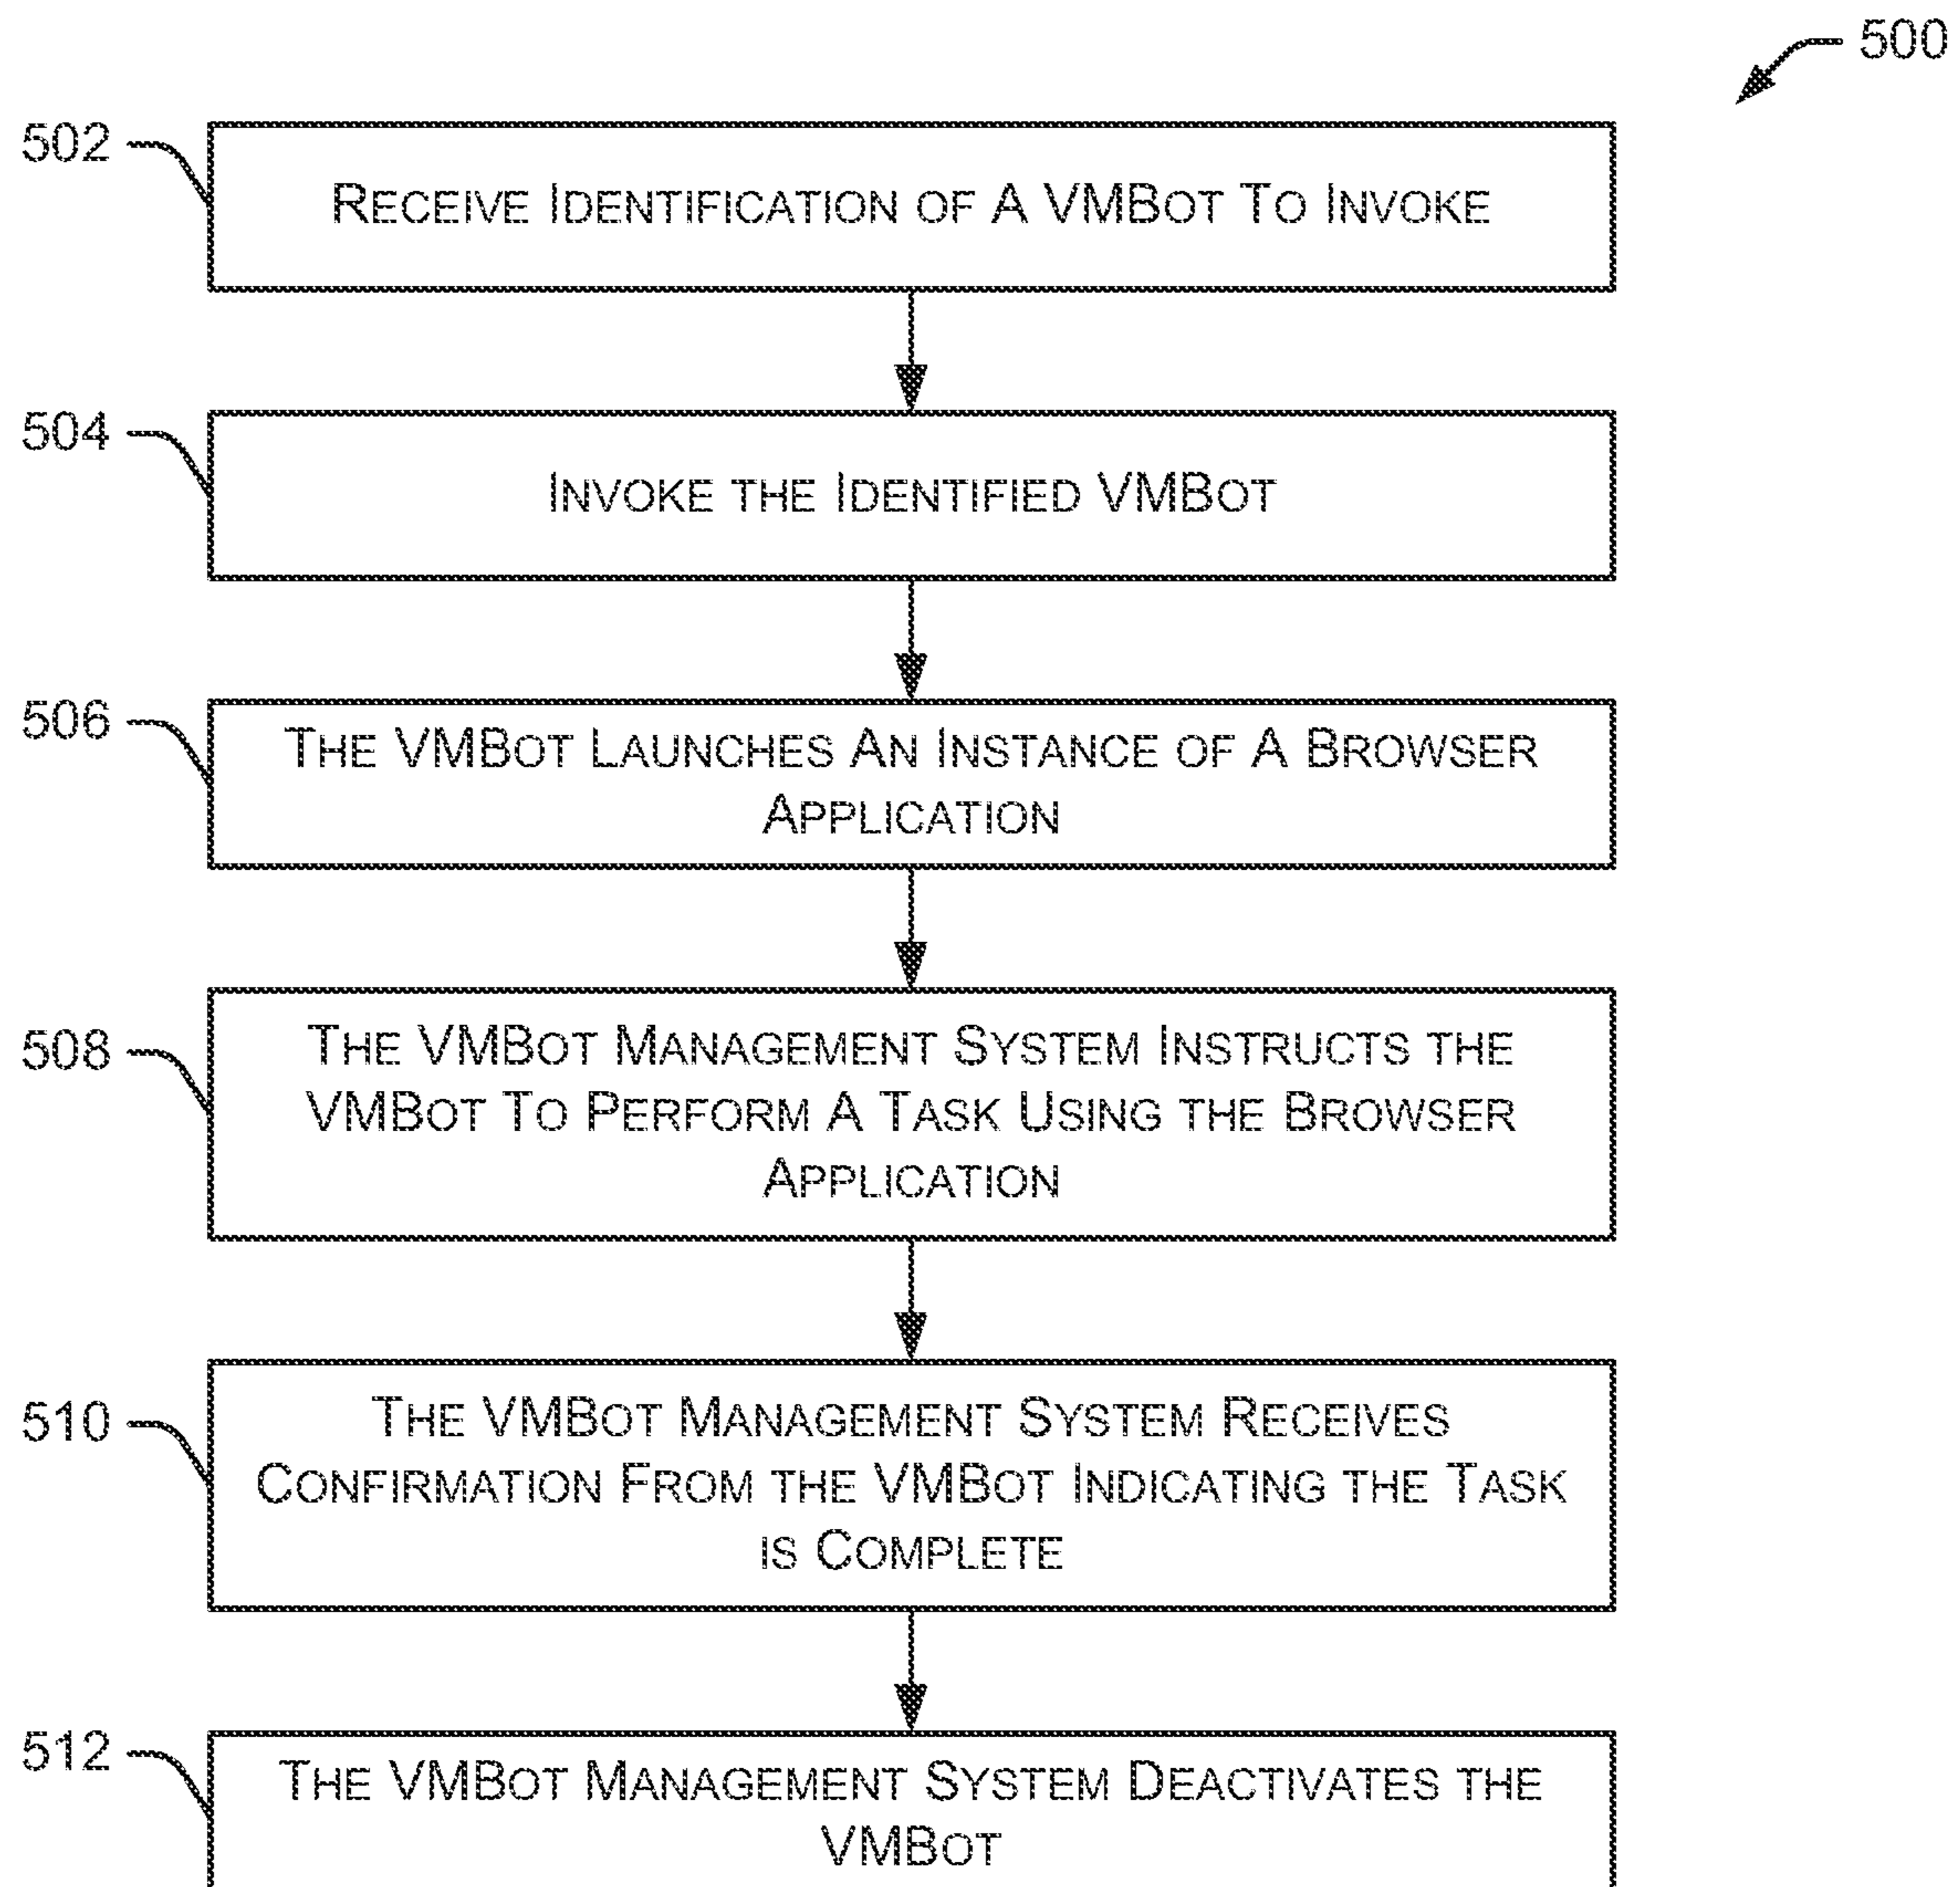 500
502
RECEIVE IDENTIFICATION OF A VMBOT TO INVOKE
504
INVOKE THE IDENTIFIED VMBOT
506
THE VMBOT LAUNCHES AN INSTANCE OF A BROWSER
APPLICATION
508
THE VMBOT MANAGEMENT SYSTEM INSTRUCTS THE
VMBOT TO PERFORM A TASK USING THE BROWSER
APPLICATION
510
THE VMBOT MANAGEMENT SYSTEM RECEIVES
CONFIRMATION FROM THE VMBOT INDICATING THE TASK
IS COMPLETE
512
THE VMBOT MANAGEMENT SYSTEM DEACTIVATES THE
VMBOT